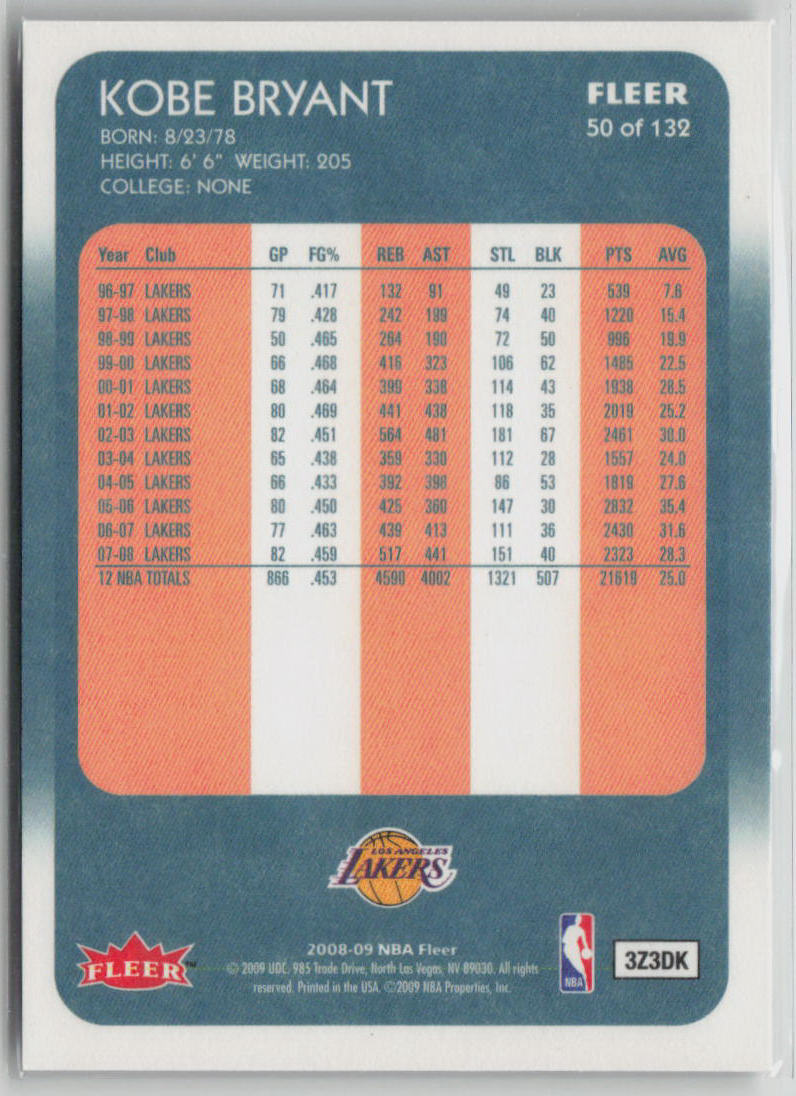 KOBE BRYANT
BORN: 8/23/78
HEIGHT: 6' 6" WEIGHT: 205
COLLEGE: NONE
FLEER
50 of 132
Year Club GP FG% REB AST STL BLK PTS AVG
96-97 LAKERS 71 .417 132 91 49 23 539 7.6
97-98 LAKERS 79 .428 242 199 74 40 1220 15.4
98-99 LAKERS 50 .465 264 190 72 50 996 19.9
99-00 LAKERS 66 .468 416 323 106 62 1485 22.5
00-01 LAKERS 68 .464 399 338 114 43 1938 28.5
01-02 LAKERS 80 .469 441 438 118 35 2019 25.2
02-03 LAKERS 82 .451 564 481 181 67 2461 30.0
03-04 LAKERS 65 .438 359 330 112 28 1557 24.0
04-05 LAKERS 66 .433 392 398 86 53 1819 27.6
05-06 LAKERS 80 .450 425 360 147 30 2832 35.4
06-07 LAKERS 77 .463 439 413 111 36 2430 31.6
07-08 LAKERS 82 .459 517 441 151 40 2323 28.3
12 NBA TOTALS 866 .453 4590 4002 1321 507 21619 25.0
LOS ANGELES
LAKERS
FLEER™
2008-09 NBA Fleer
© 2009 UDC. 985 Trade Drive, North Las Vegas, NV 89030. All rights
reserved. Printed in the USA. ©2009 NBA Properties, Inc.
NBA
3Z3DK